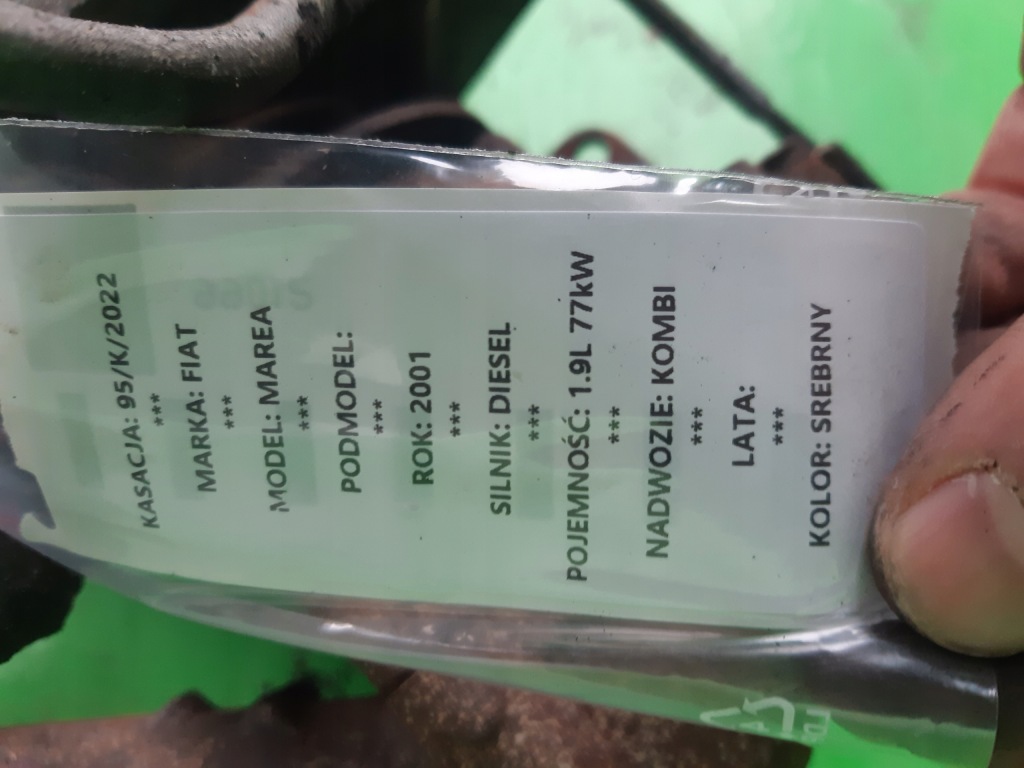 KASACJA: 95/K/2022
***
MARKA: FIAT
***
MODEL: MAREA
***
PODMODEL:
***
ROK: 2001
***
SILNIK: DIESEL
***
POJEMNOŚĆ: 1.9L 77kW
***
NADWOZIE: KOMBI
***
LATA:
***
KOLOR: SREBRNY